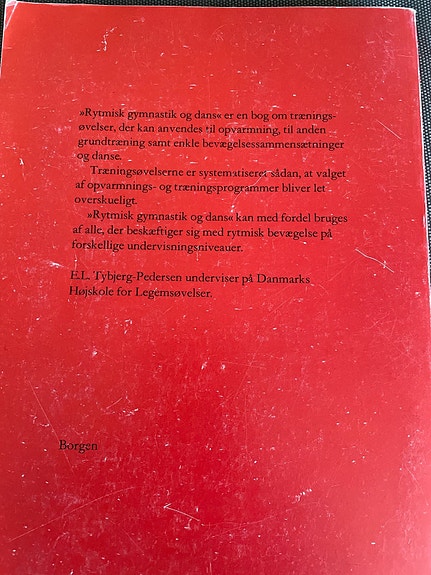 »Rytmisk gymnastik og dans« er en bog om trænings-
øvelser, der kan anvendes til opvarmning, til anden
grundtræning samt enkle bevægelsessammensætninger
og danse.
Træningsøvelserne er systematiseret sådan, at valget
af opvarmnings- og træningsprogrammer bliver let
overskueligt.
»Rytmisk gymnastik og dans« kan med fordel bruges
af alle, der beskæftiger sig med rytmisk bevægelse på
forskellige undervisningsniveauer.
E.L. Tybjerg-Pedersen underviser på Danmarks
Højskole for Legemsøvelser.
Borgen